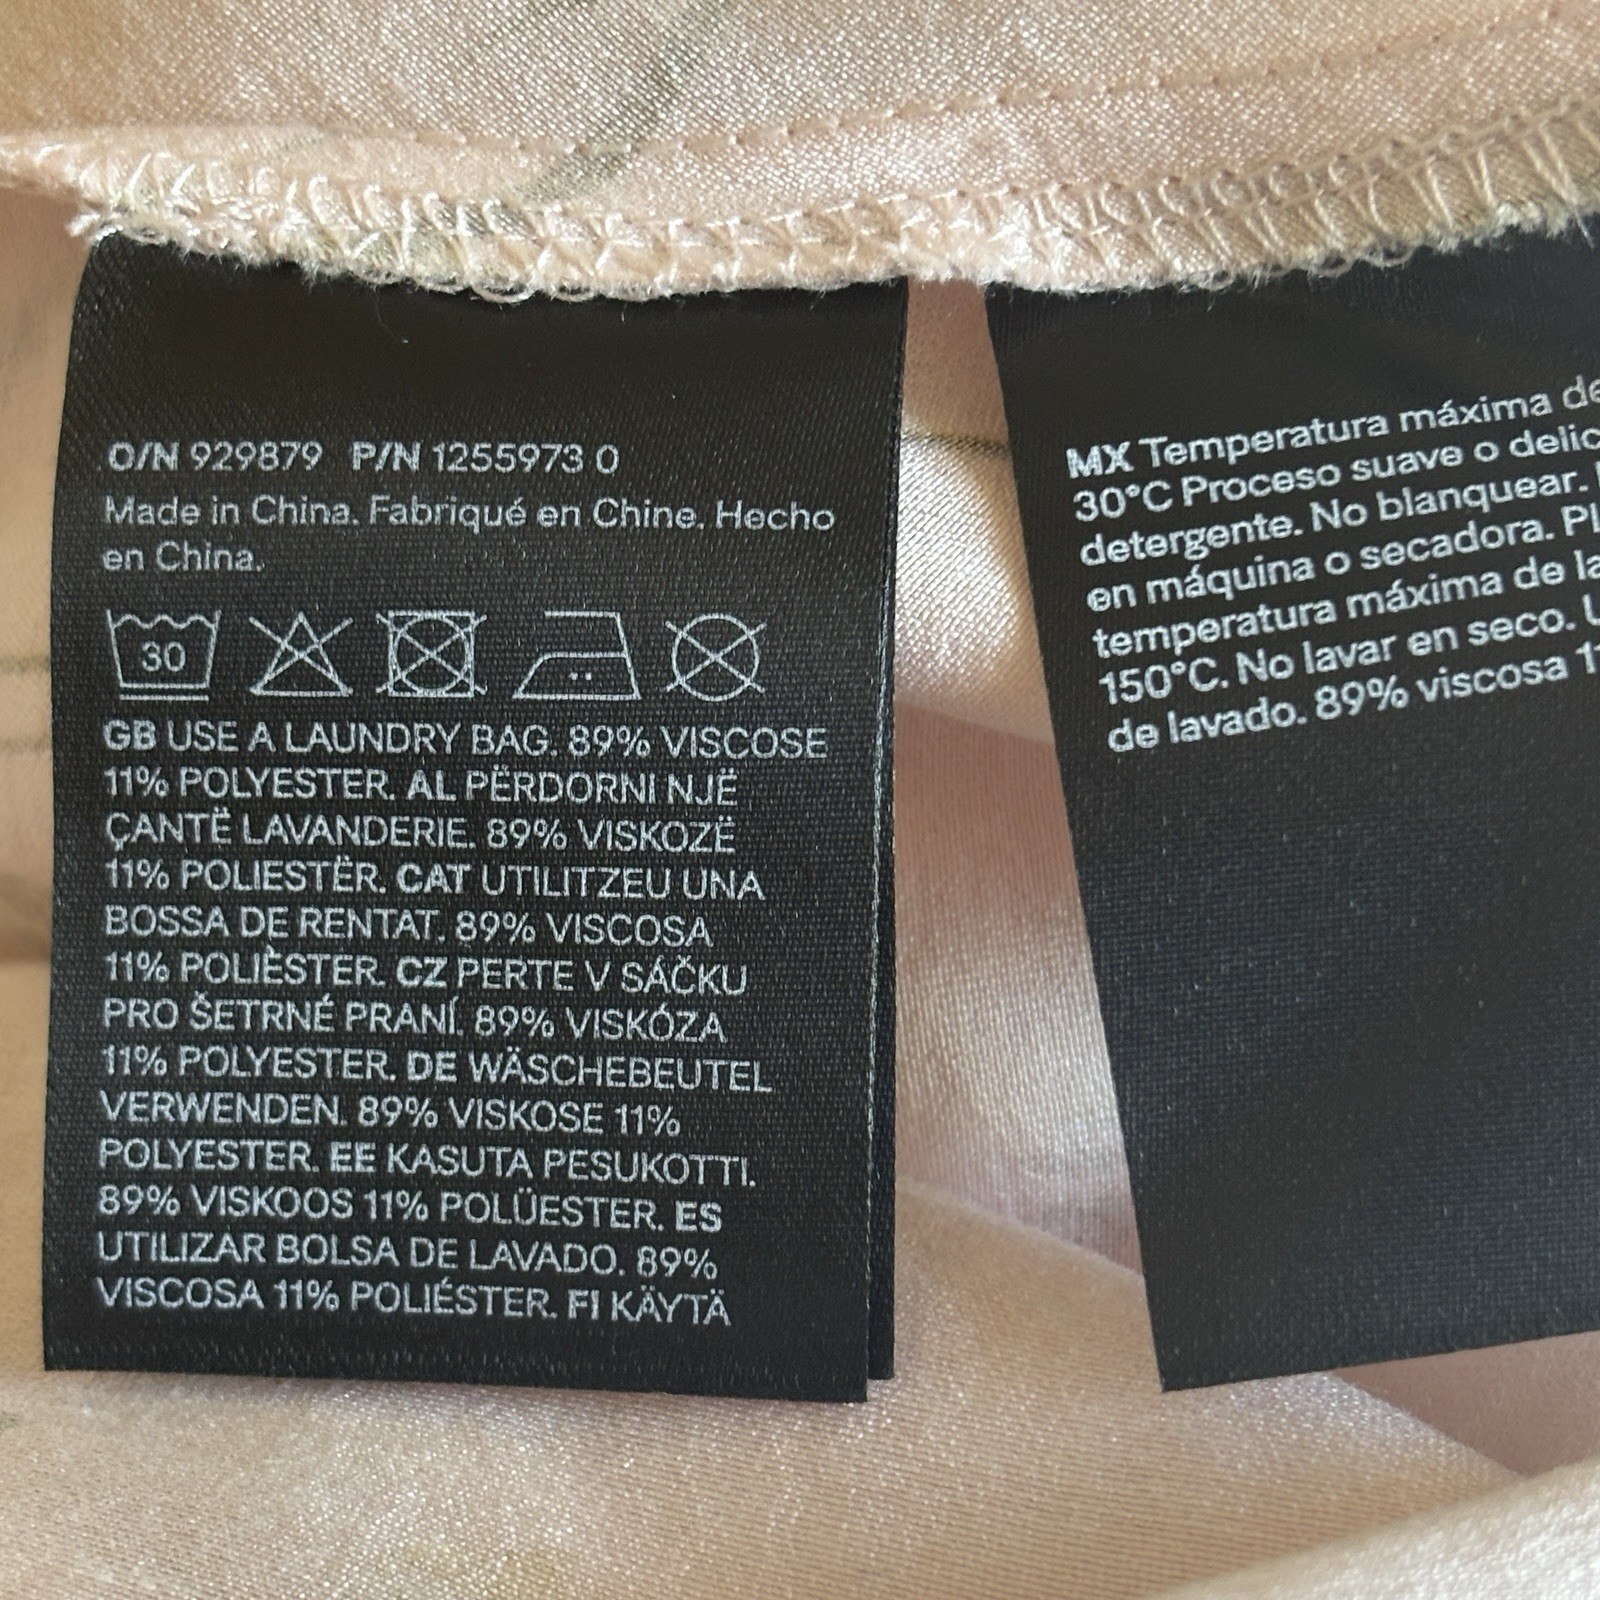 O/N 929879 P/N 1255973 0
Made in China. Fabriqué en Chine. Hecho
en China.
30
GB USE A LAUNDRY BAG. 89% VISCOSE
11% POLYESTER. AL PËRDORNI NJË
ÇANTË LAVANDERIE. 89% VISKOZË
11% POLIESTËR. CAT UTILITZEU UNA
BOSSA DE RENTAT. 89% VISCOSA
11% POLIÈSTER. CZ PERTE V SÁČKU
PRO ŠETRNÉ PRANÍ. 89% VISKÓZA
11% POLYESTER. DE WÄSCHEBEUTEL
VERWENDEN. 89% VISKOSE 11%
POLYESTER. EE KASUTA PESUKOTTI.
89% VISKOOS 11% POLÜESTER. ES
UTILIZAR BOLSA DE LAVADO. 89%
VISCOSA 11% POLIÉSTER. FI KÄYTÄ
MX Temperatura máxima de
30°C Proceso suave o delic
detergente. No blanquear.
en máquina o secadora.
temperatura máxima de la
150°C. No lavar en seco.
de lavado. 89% viscosa